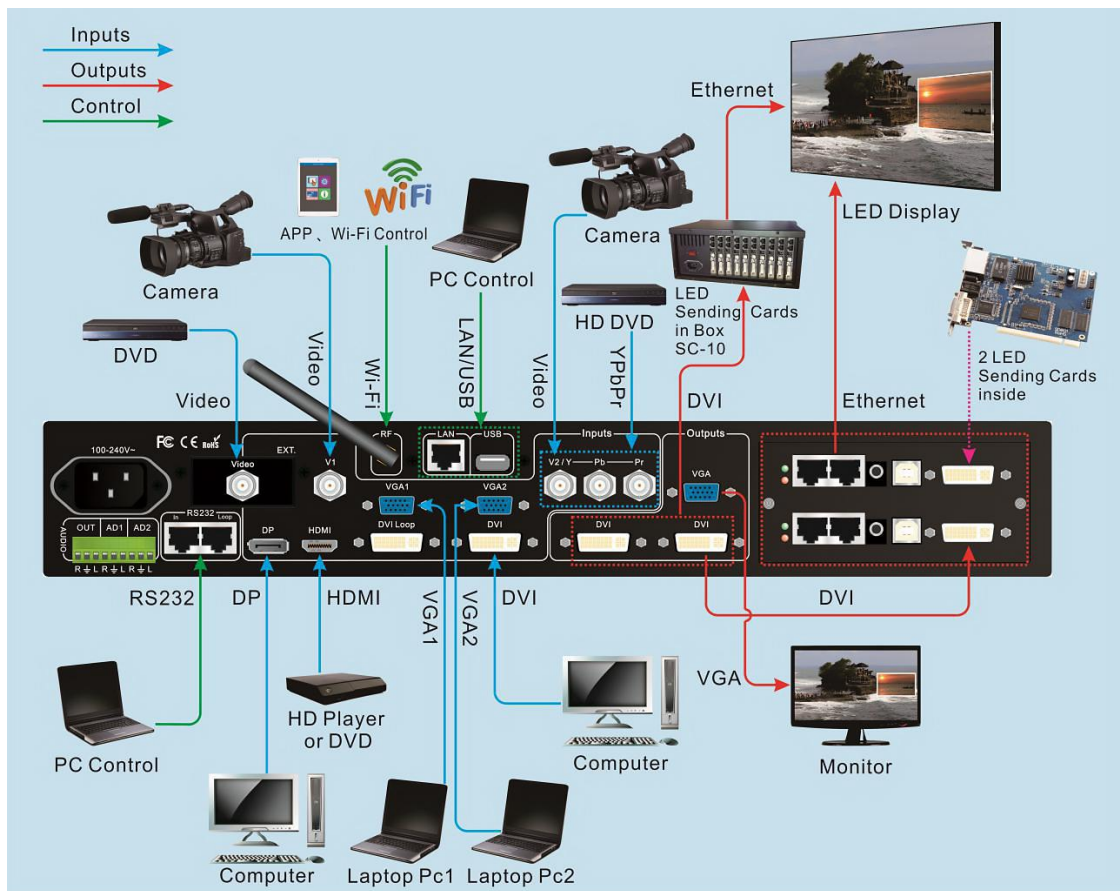 Inputs
Outputs
Control
Ethernet
WiFi
APP 、 Wi-Fi Control
Camera
PC Control
Camera
LED Display
DVD
HD DVD
LED
Sending Cards
in Box
SC-10
2 LED
Sending Cards
inside
Video
Video
Wi-Fi
LAN/USB
Video
YPbPr
DVI
Ethernet
100-240V~
FC CE RoHS
EXT.
RF
LAN
USB
Inputs
Outputs
Video
V1
V2 / Y
Pb
Pr
VGA
VGA1
VGA2
AUDIO
OUT AD1 AD2
RS232
In
Loop
DP
HDMI
DVI Loop
DVI
DVI
DVI
R L R L R L
RS232
DP
HDMI
VGA1
VGA2
DVI
DVI
VGA
PC Control
HD Player
or DVD
Computer
Monitor
Computer
Laptop Pc1
Laptop Pc2